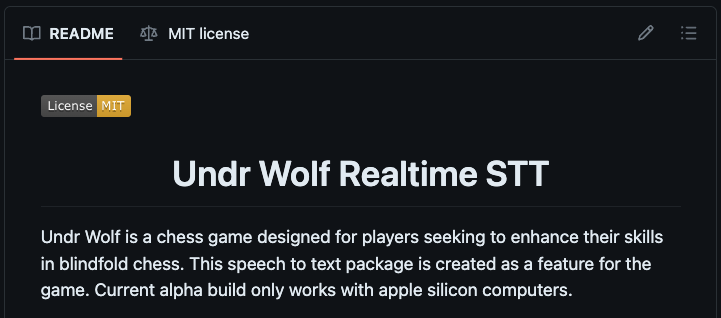 README
MIT license
License MIT
Undr Wolf Realtime STT
Undr Wolf is a chess game designed for players seeking to enhance their skills
in blindfold chess. This speech to text package is created as a feature for the
game. Current alpha build only works with apple silicon computers.